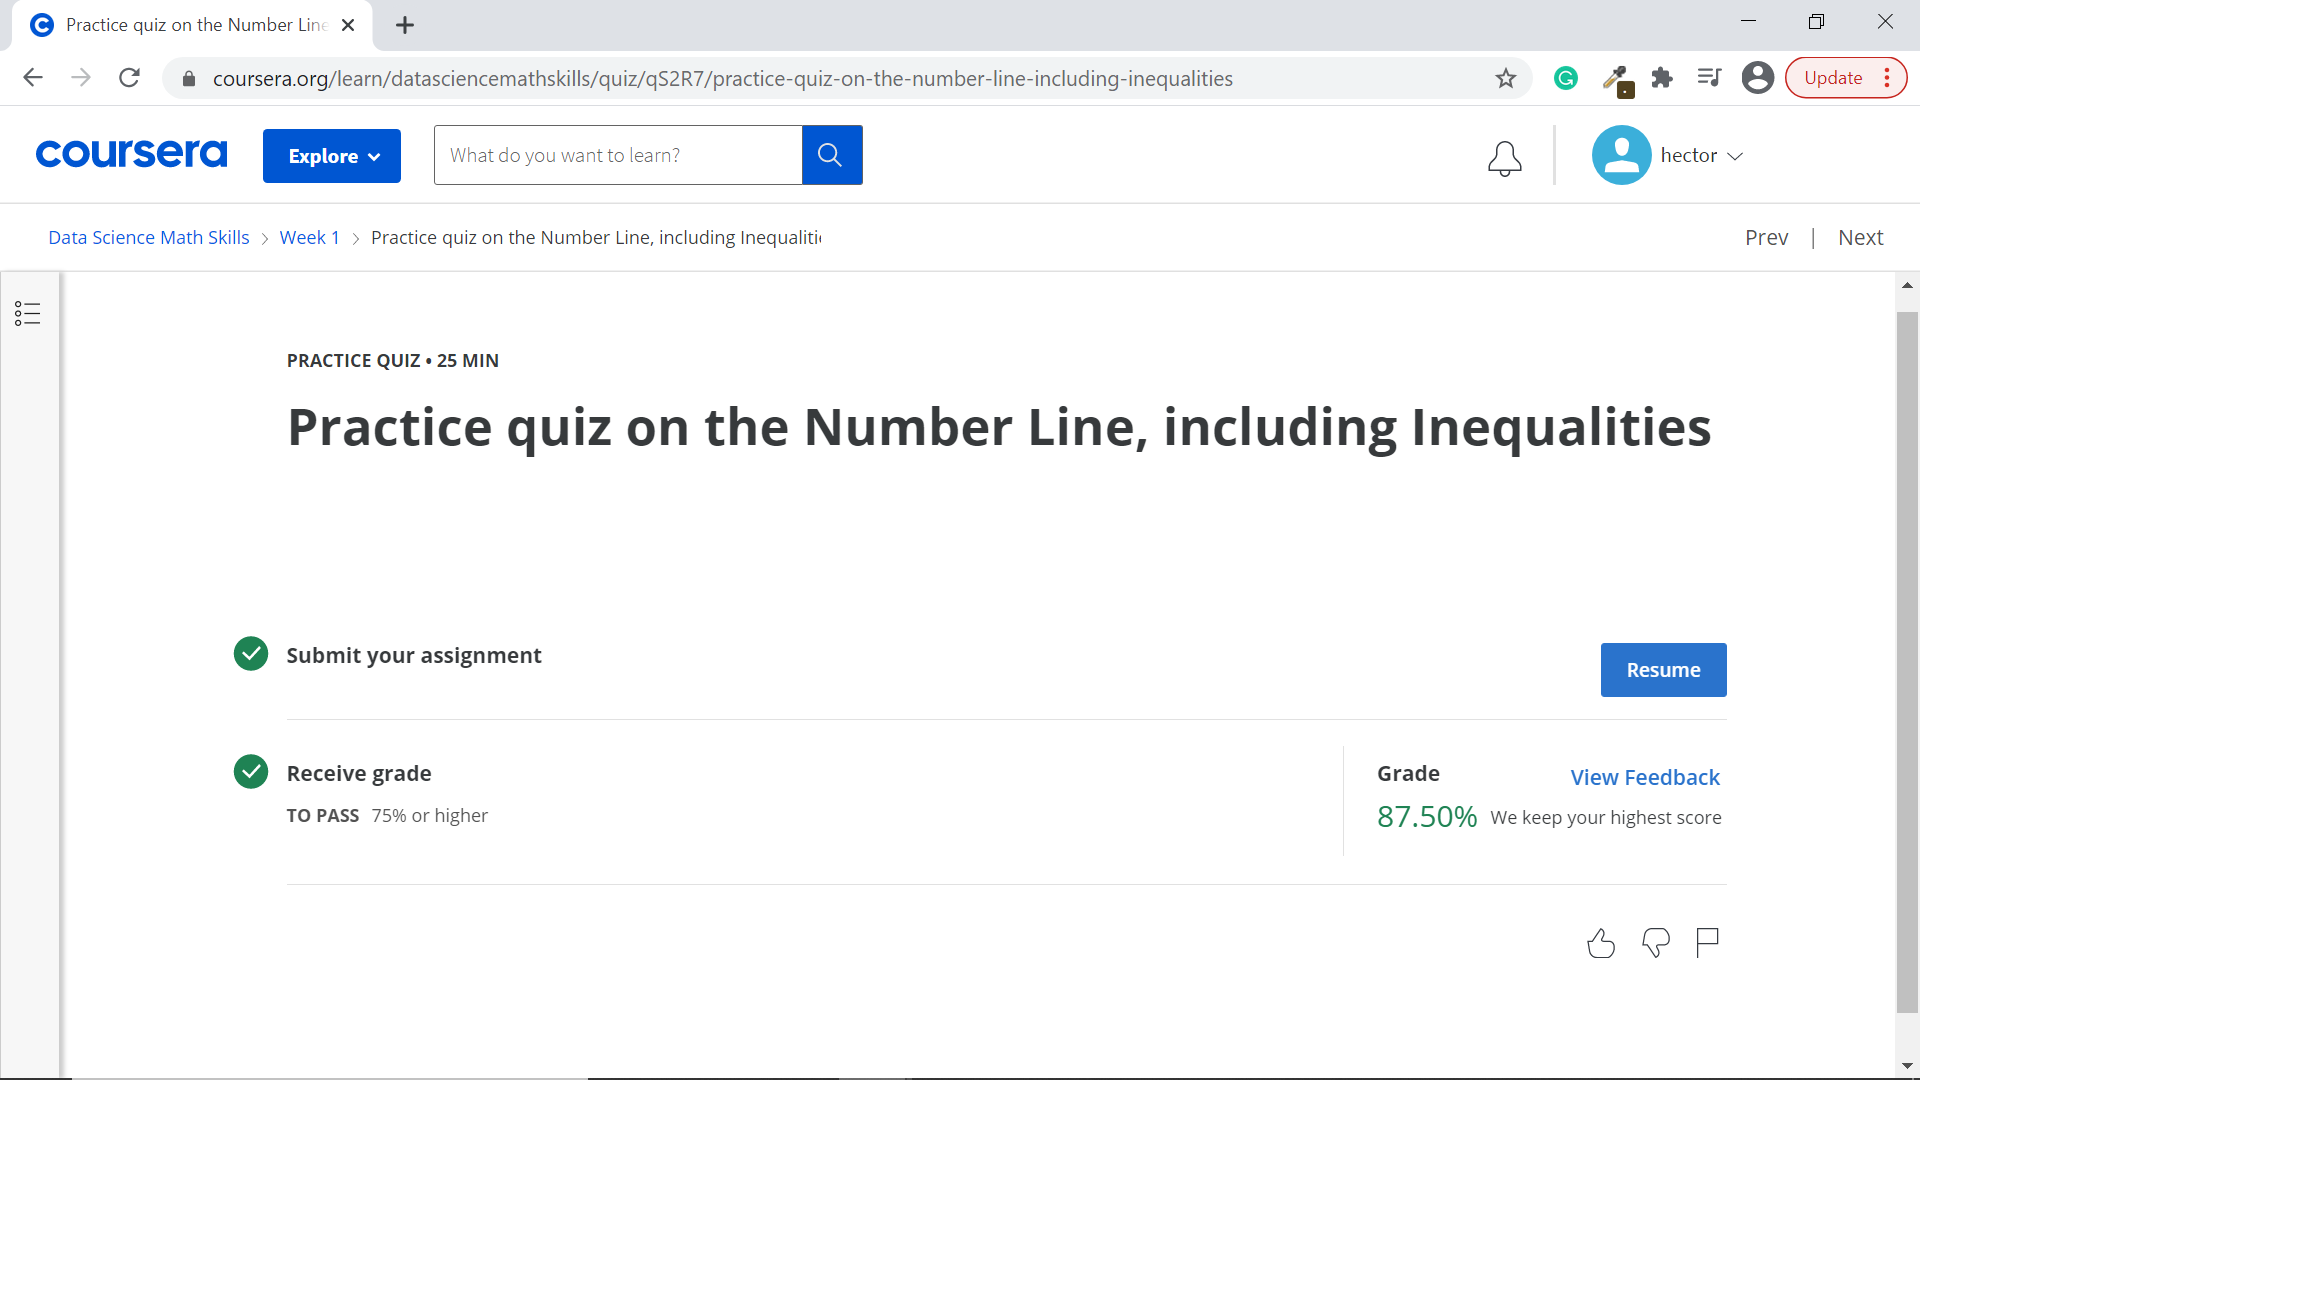 Practice quiz on the Number Line
coursera.org/learn/datasciencemathskills/quiz/qS2R7/practice-quiz-on-the-number-line-including-inequalities
Update
coursera
Explore
What do you want to learn?
hector
Data Science Math Skills > Week 1 > Practice quiz on the Number Line, including Inequaliti
Prev | Next
PRACTICE QUIZ • 25 MIN
Practice quiz on the Number Line, including Inequalities
Submit your assignment
Resume
Receive grade
TO PASS 75% or higher
Grade
View Feedback
87.50% We keep your highest score